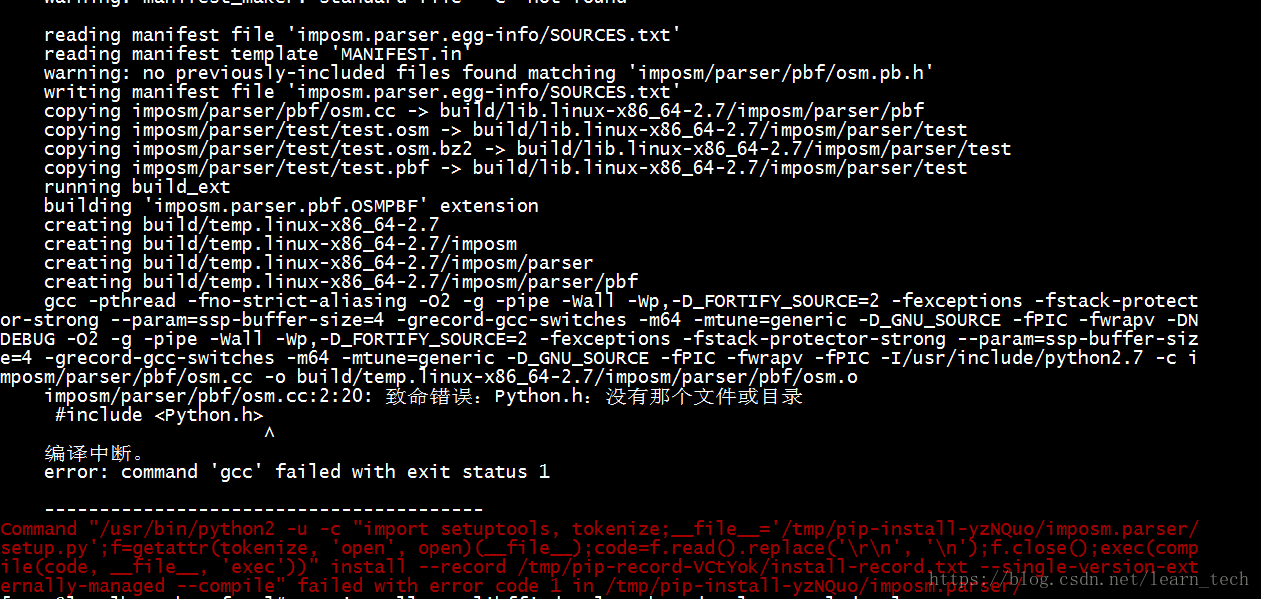 warning: manifest_maker: standard file '-c' not found
reading manifest file 'imposm.parser.egg-info/SOURCES.txt'
reading manifest template 'MANIFEST.in'
warning: no previously-included files found matching 'imposm/parser/pbf/osm.pb.h'
writing manifest file 'imposm.parser.egg-info/SOURCES.txt'
copying imposm/parser/pbf/osm.cc -> build/lib.linux-x86_64-2.7/imposm/parser/pbf
copying imposm/parser/test/test.osm -> build/lib.linux-x86_64-2.7/imposm/parser/test
copying imposm/parser/test/test.osm.bz2 -> build/lib.linux-x86_64-2.7/imposm/parser/test
copying imposm/parser/test/test.pbf -> build/lib.linux-x86_64-2.7/imposm/parser/test
running build_ext
building 'imposm.parser.pbf.OSMPBF' extension
creating build/temp.linux-x86_64-2.7
creating build/temp.linux-x86_64-2.7/imposm
creating build/temp.linux-x86_64-2.7/imposm/parser
creating build/temp.linux-x86_64-2.7/imposm/parser/pbf
gcc -pthread -fno-strict-aliasing -O2 -g -pipe -Wall -Wp,-D_FORTIFY_SOURCE=2 -fexceptions -fstack-protect
or-strong --param=ssp-buffer-size=4 -grecord-gcc-switches -m64 -mtune=generic -D_GNU_SOURCE -fPIC -fwrapv -DN
DEBUG -O2 -g -pipe -Wall -Wp,-D_FORTIFY_SOURCE=2 -fexceptions -fstack-protector-strong --param=ssp-buffer-siz
e=4 -grecord-gcc-switches -m64 -mtune=generic -D_GNU_SOURCE -fPIC -fwrapv -fPIC -I/usr/include/python2.7 -c i
mposm/parser/pbf/osm.cc -o build/temp.linux-x86_64-2.7/imposm/parser/pbf/osm.o
imposm/parser/pbf/osm.cc:2:20: 致命错误：Python.h：没有那个文件或目录
#include <Python.h>
^
编译中断。
error: command 'gcc' failed with exit status 1
----------------------------------------
Command "/usr/bin/python2 -u -c "import setuptools, tokenize;__file__='/tmp/pip-install-yzNQuo/imposm.parser/
setup.py';f=getattr(tokenize, 'open', open)(__file__);code=f.read().replace('\r\n', '\n');f.close();exec(comp
ile(code, __file__, 'exec'))" install --record /tmp/pip-record-VCtYok/install-record.txt --single-version-ext
ernally-managed --compile" failed with error code 1 in /tmp/pip-install-yzNQuo/imposm.parser/
https://blog.csdn.net/learn_tech